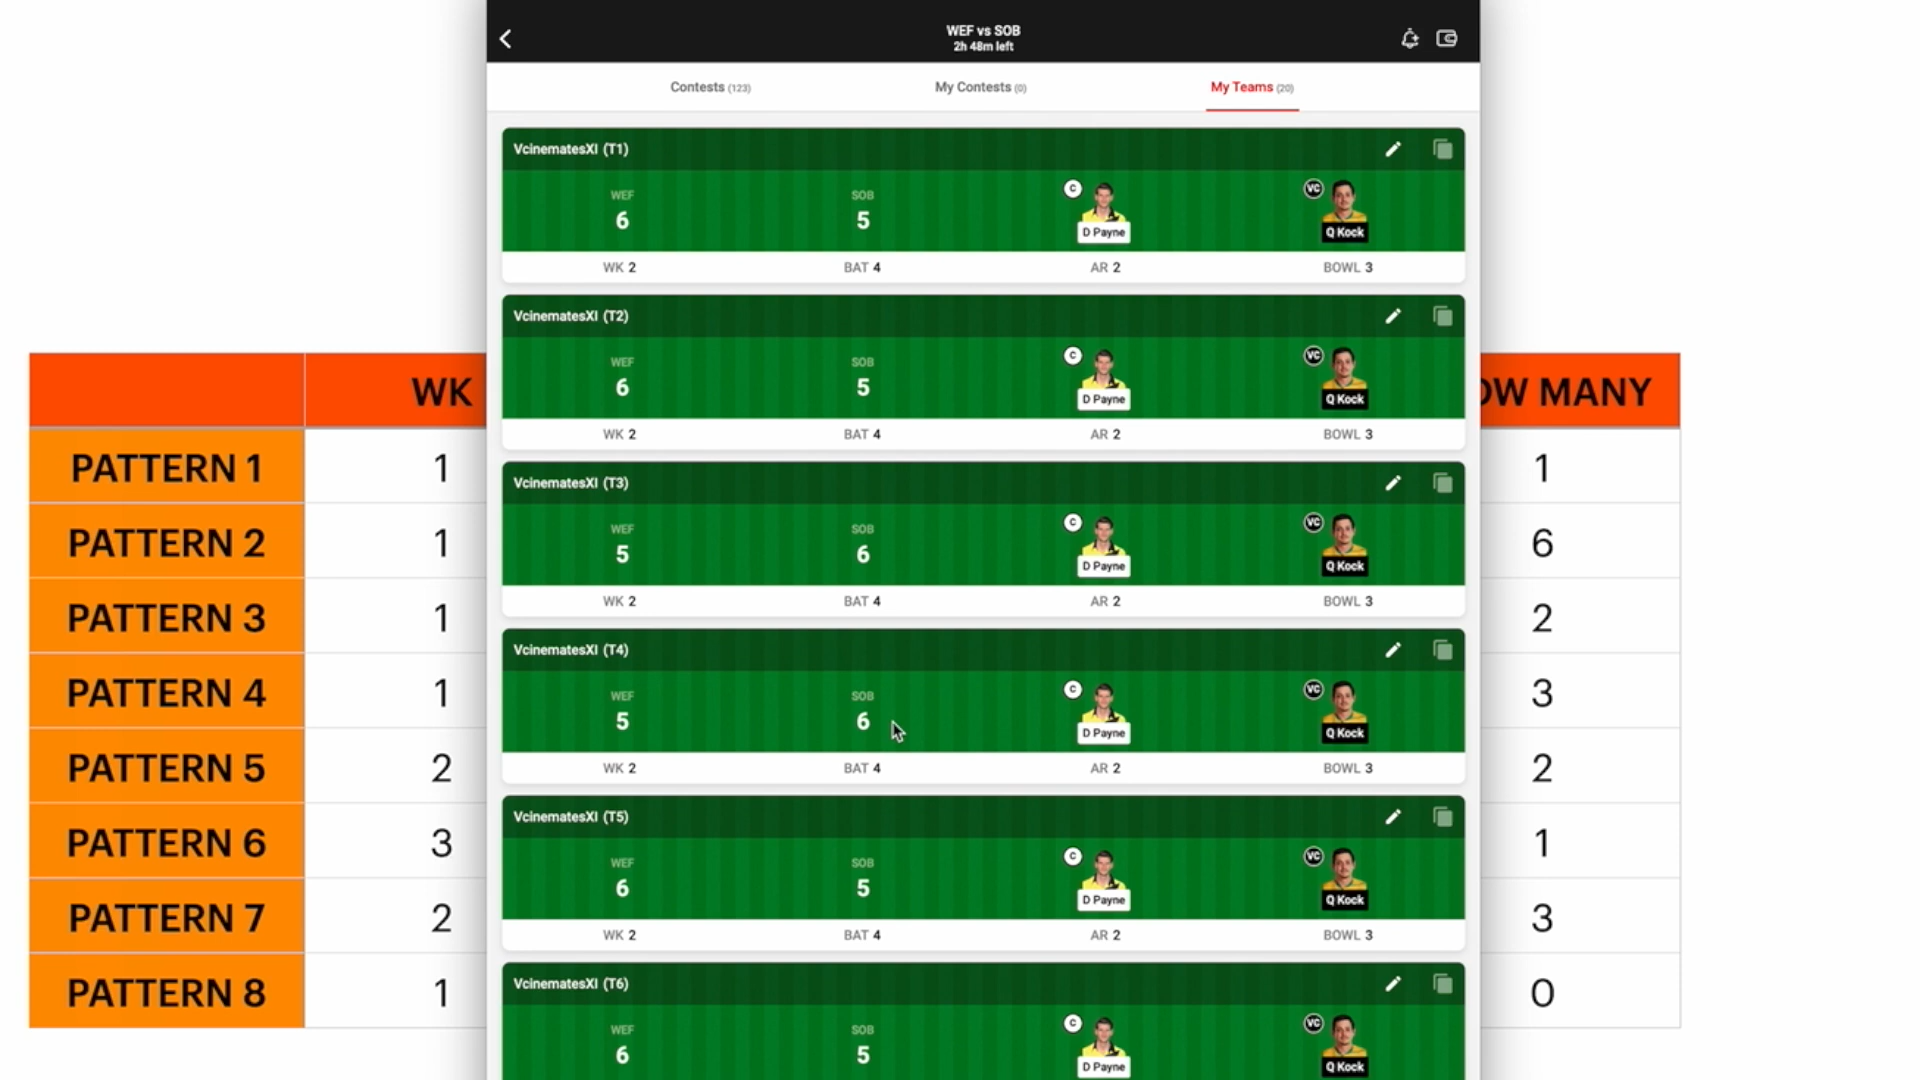 WEF vs SOB
2h 48m left
Contests (123)
My Contests (0)
My Teams (20)
VcinematesXI (T1)
WEF
6
SOB
5
C
D Payne
VC
Q Kock
WK 2
BAT 4
AR 2
BOWL 3
VcinematesXI (T2)
WEF
6
SOB
5
C
D Payne
VC
Q Kock
WK 2
BAT 4
AR 2
BOWL 3
VcinematesXI (T3)
WEF
5
SOB
6
C
D Payne
VC
Q Kock
WK 2
BAT 4
AR 2
BOWL 3
VcinematesXI (T4)
WEF
5
SOB
6
C
D Payne
VC
Q Kock
WK 2
BAT 4
AR 2
BOWL 3
VcinematesXI (T5)
WEF
6
SOB
5
C
D Payne
VC
Q Kock
WK 2
BAT 4
AR 2
BOWL 3
VcinematesXI (T6)
WEF
6
SOB
5
C
D Payne
VC
Q Kock
WK
OW MANY
PATTERN 1 1 1
PATTERN 2 1 6
PATTERN 3 1 2
PATTERN 4 1 3
PATTERN 5 2 2
PATTERN 6 3 1
PATTERN 7 2 3
PATTERN 8 1 0